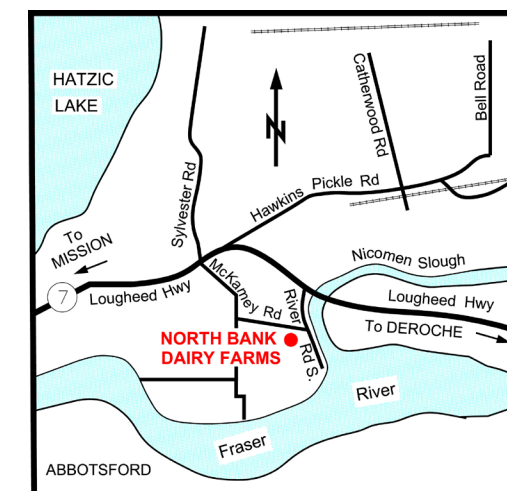 HATZIC
LAKE
Catherwood Rd
Bell Road
N
Sylvester Rd
Hawkins Pickle Rd
To
MISSION
7
Lougheed Hwy
McKamey Rd
River Rd S.
Nicomen Slough
Lougheed Hwy
To DEROCHE
NORTH BANK
DAIRY FARMS
Fraser River
ABBOTSFORD